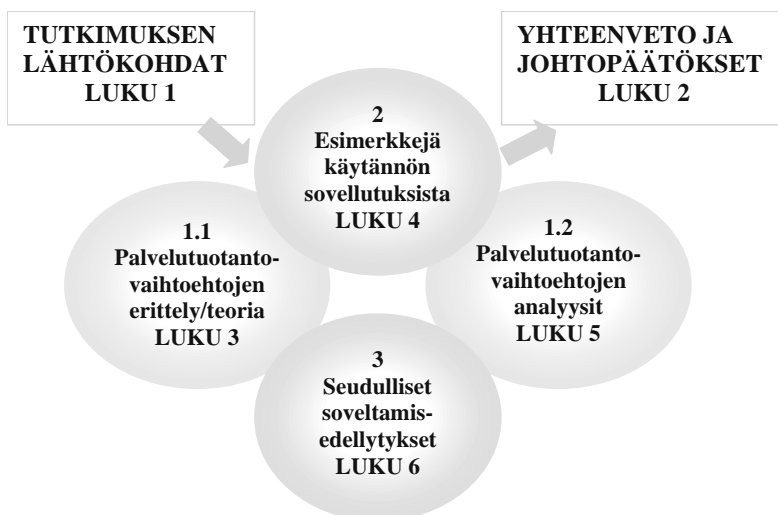 TUTKIMUKSEN
LÄHTÖKOHDAT
LUKU 1
YHTEENVETO JA
JOHTOPÄÄTÖKSET
LUKU 2
2
Esimerkkejä
käytännön
sovellutuksista
LUKU 4
1.1
Palvelutuotanto-
vaihtoehtojen
erittely/teoria
LUKU 3
1.2
Palvelutuotanto-
vaihtoehtojen
analyysit
LUKU 5
3
Seudulliset
soveltamis-
edellytykset
LUKU 6